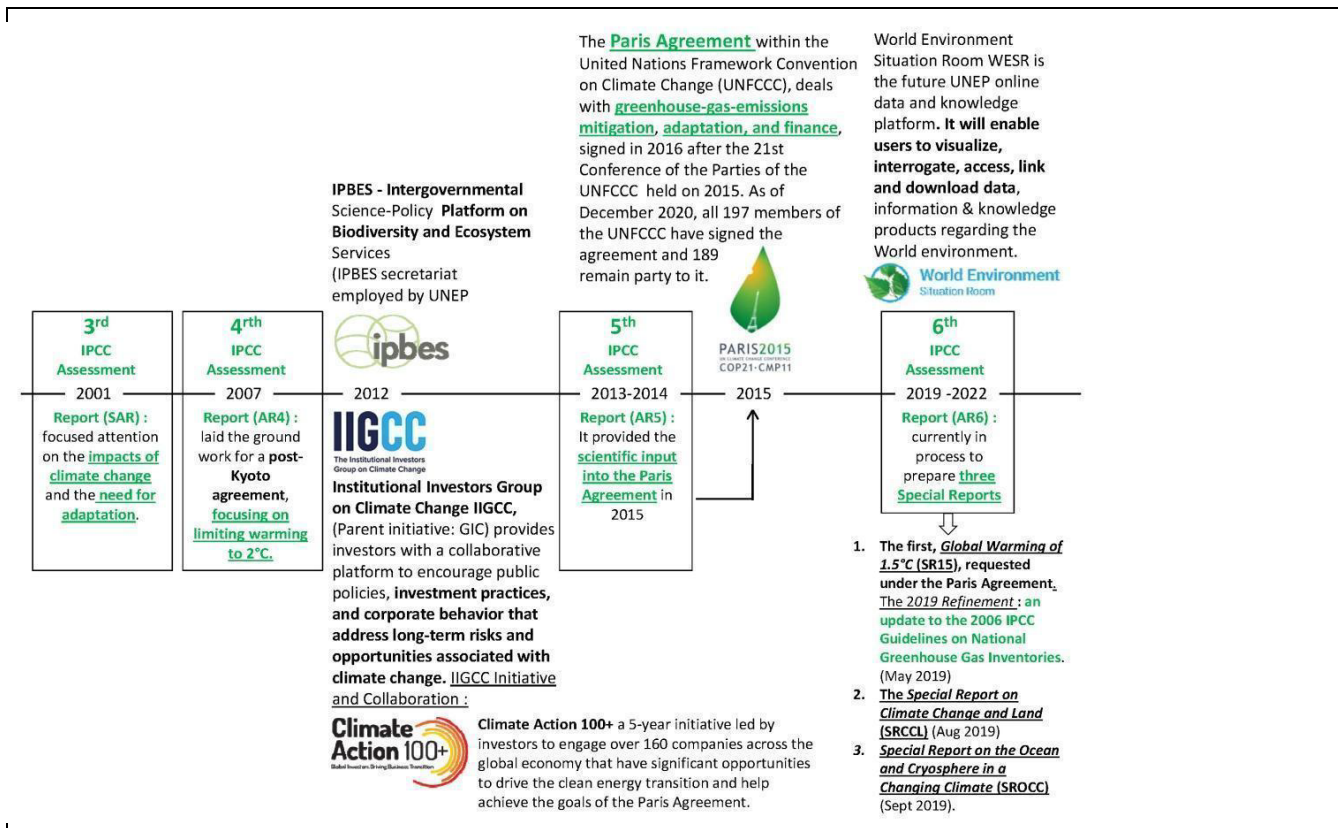 The Paris Agreement within the
United Nations Framework Convention
on Climate Change (UNFCCC), deals
with greenhouse-gas-emissions
mitigation, adaptation, and finance,
signed in 2016 after the 21st
Conference of the Parties of the
UNFCCC held on 2015. As of
December 2020, all 197 members of
the UNFCCC have signed the
agreement and 189
remain party to it.
World Environment
Situation Room WESR is
the future UNEP online
data and knowledge
platform. It will enable
users to visualize,
interrogate, access, link
and download data,
information & knowledge
products regarding the
World environment.
World Environment
Situation Room
IPBES - Intergovernmental
Science-Policy Platform on
Biodiversity and Ecosystem
Services
(IPBES secretariat
employed by UNEP
ipbes
PARIS2015
ON CLIMATE CHANGE CONFERENCE
COP21·CMP11
3rd
IPCC
Assessment
2001
Report (SAR) :
focused attention
on the impacts of
climate change
and the need for
adaptation.
4rth
IPCC
Assessment
2007
Report (AR4) :
laid the ground
work for a post-
Kyoto
agreement,
focusing on
limiting warming
to 2°C.
2012
IIGCC
The Institutional Investors
Group on Climate Change
Institutional Investors Group
on Climate Change IIGCC,
(Parent initiative: GIC) provides
investors with a collaborative
platform to encourage public
policies, investment practices,
and corporate behavior that
address long-term risks and
opportunities associated with
climate change. IIGCC Initiative
and Collaboration :
Climate
Action 100+
Global Investors Driving Business Transition
Climate Action 100+ a 5-year initiative led by
investors to engage over 160 companies across the
global economy that have significant opportunities
to drive the clean energy transition and help
achieve the goals of the Paris Agreement.
5th
IPCC
Assessment
2013-2014
Report (AR5) :
It provided the
scientific input
into the Paris
Agreement in
2015
2015
6th
IPCC
Assessment
2019 -2022
Report (AR6) :
currently in
process to
prepare three
Special Reports
1. The first, Global Warming of
1.5°C (SR15), requested
under the Paris Agreement.
The 2019 Refinement : an
update to the 2006 IPCC
Guidelines on National
Greenhouse Gas Inventories.
(May 2019)
2. The Special Report on
Climate Change and Land
(SRCCL) (Aug 2019)
3. Special Report on the Ocean
and Cryosphere in a
Changing Climate (SROCC)
(Sept 2019).